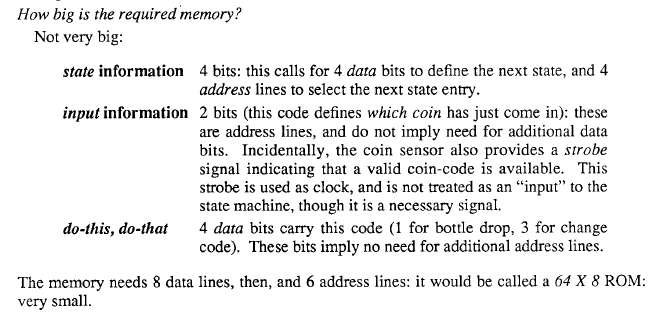 How big is the required memory?
Not very big:
state information 4 bits: this calls for 4 data bits to define the next state, and 4
address lines to select the next state entry.
input information 2 bits (this code defines which coin has just come in): these
are address lines, and do not imply need for additional data
bits. Incidentally, the coin sensor also provides a strobe
signal indicating that a valid coin-code is available. This
strobe is used as clock, and is not treated as an “input” to the
state machine, though it is a necessary signal.
do-this, do-that 4 data bits carry this code (1 for bottle drop, 3 for change
code). These bits imply no need for additional address lines.
The memory needs 8 data lines, then, and 6 address lines: it would be called a 64 X 8 ROM:
very small.